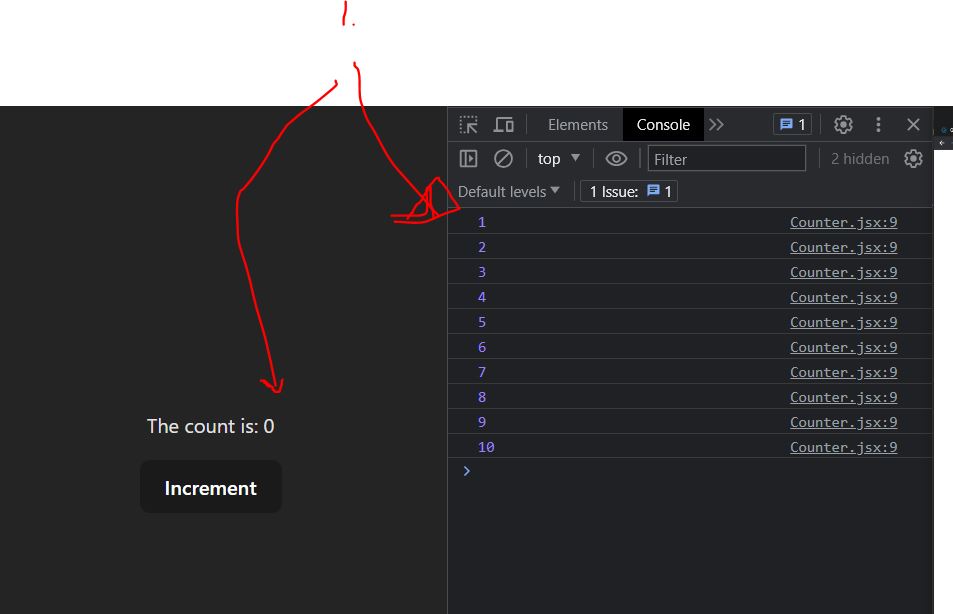 1.
Elements Console 1
top Filter 2 hidden
Default levels 1 Issue: 1
1 Counter.jsx:9
2 Counter.jsx:9
3 Counter.jsx:9
4 Counter.jsx:9
5 Counter.jsx:9
6 Counter.jsx:9
7 Counter.jsx:9
8 Counter.jsx:9
The count is: 0
9 Counter.jsx:9
10 Counter.jsx:9
Increment